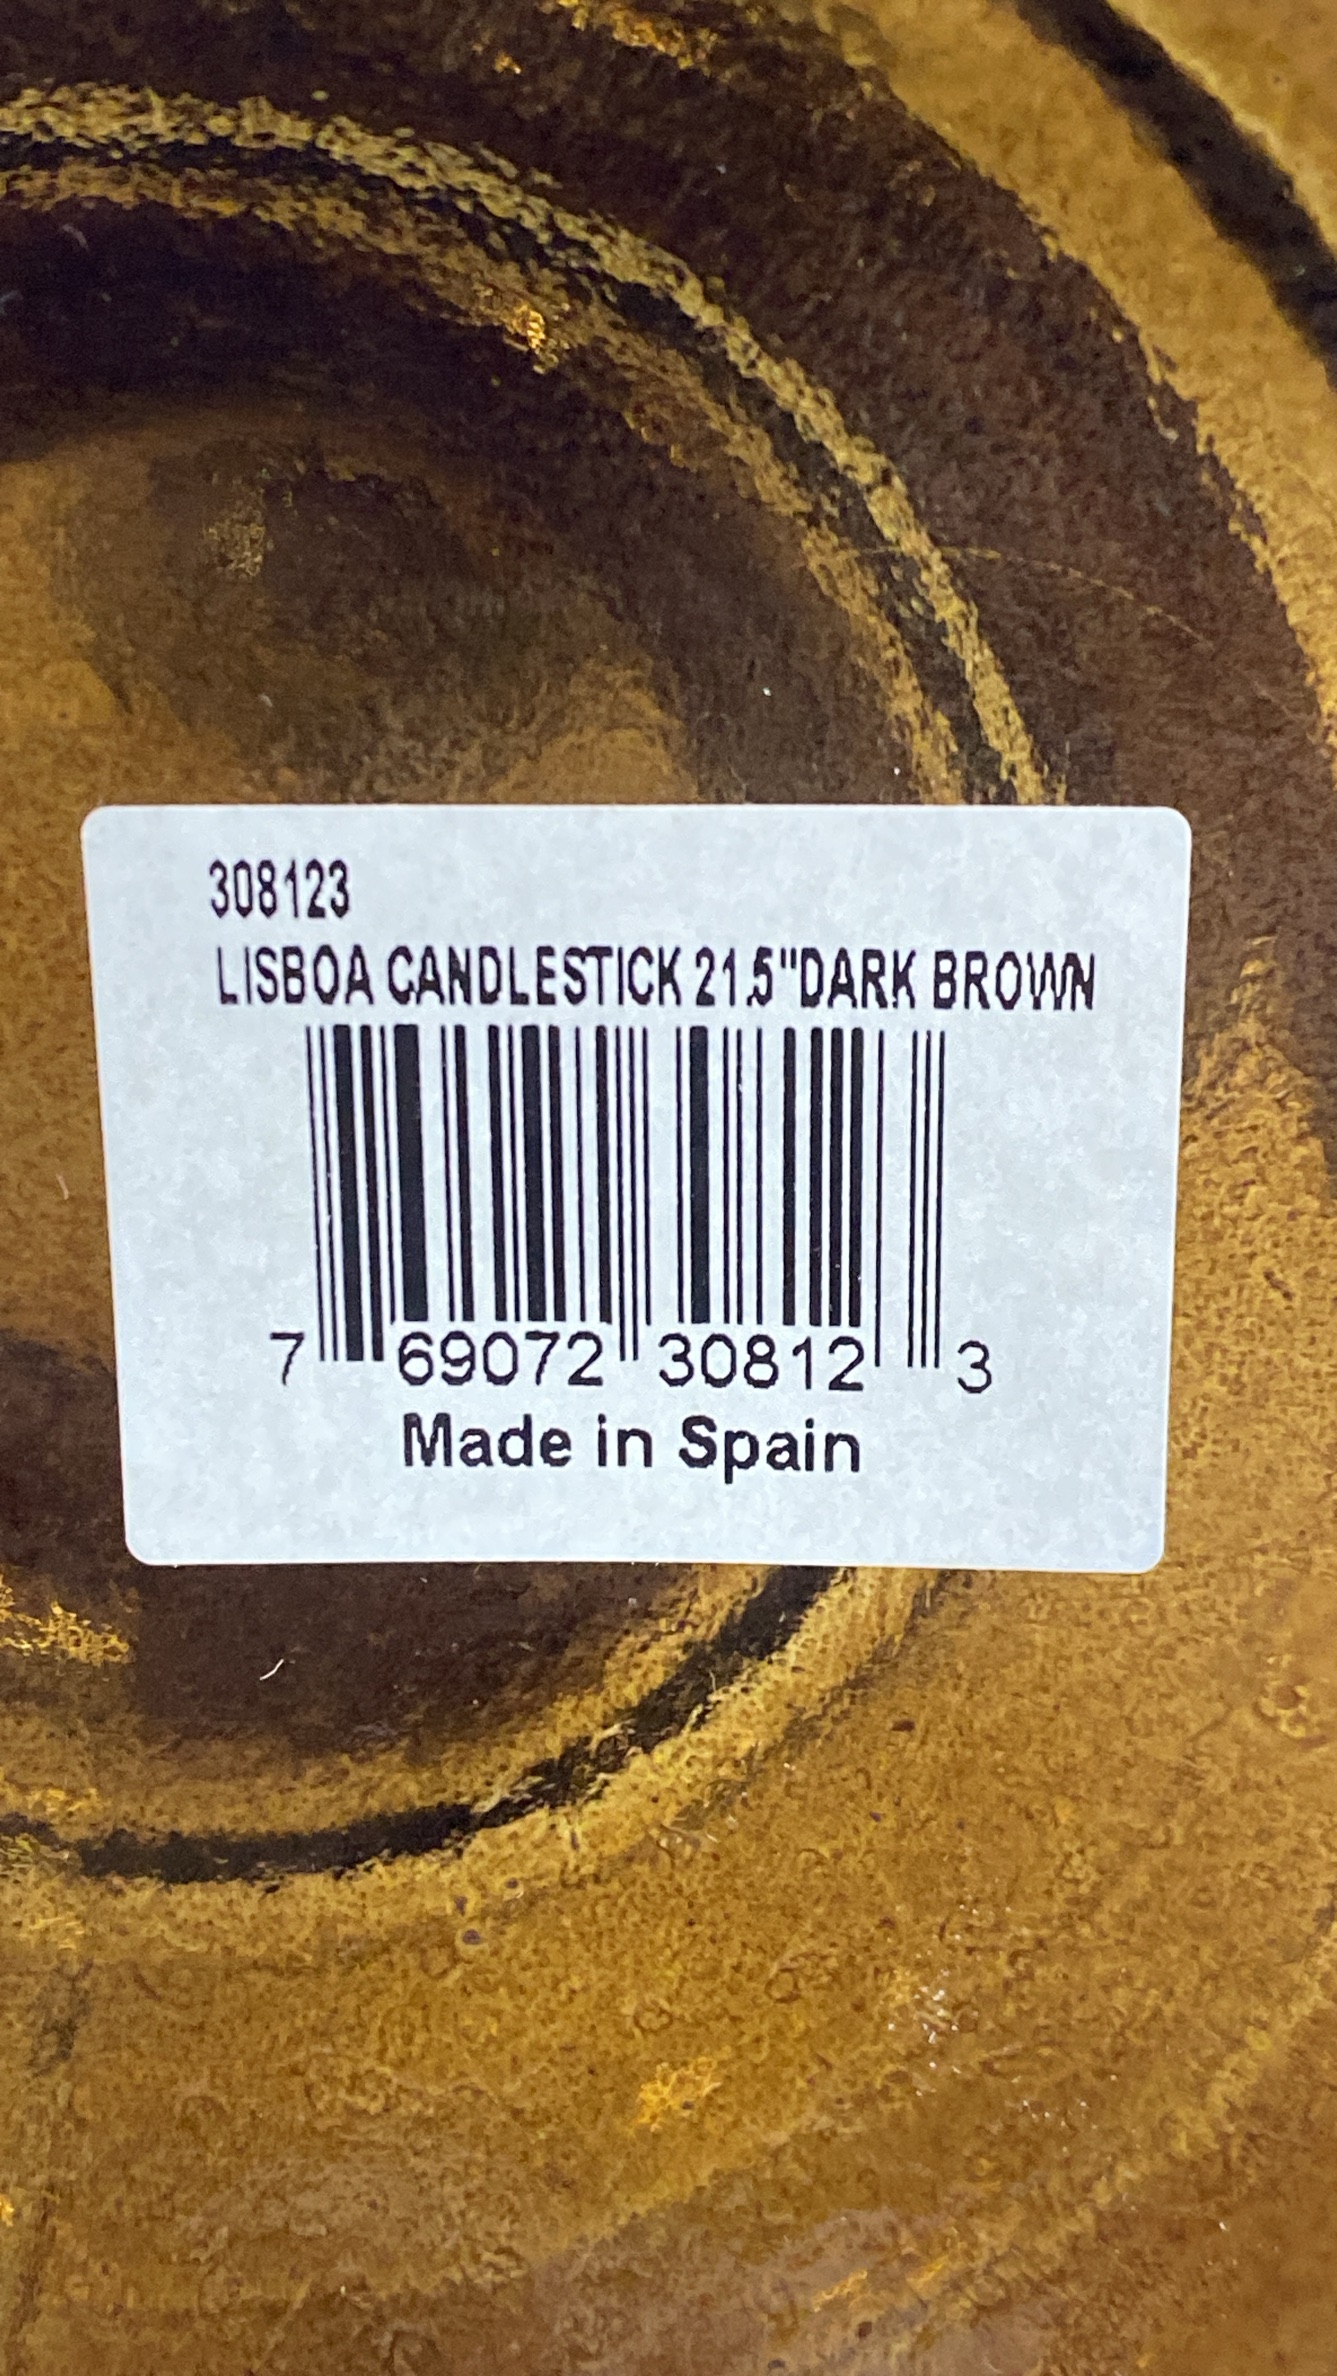 308123
LISBOA CANDLESTICK 21.5"DARK BROWN
7 69072 30812 3
Made in Spain